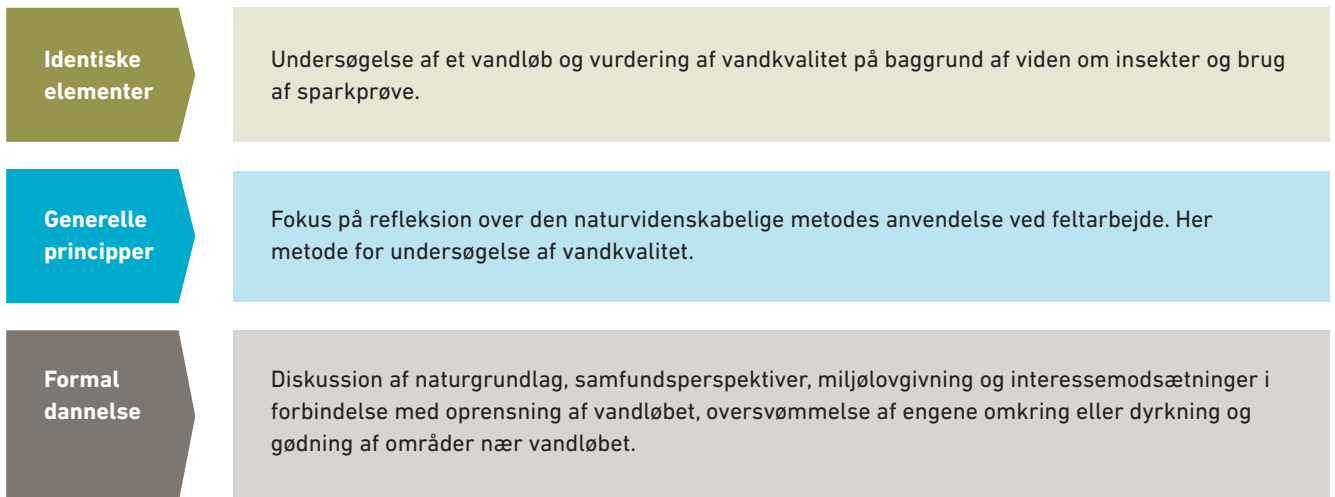 Identiske
elementer
Undersøgelse af et vandløb og vurdering af vandkvalitet på baggrund af viden om insekter og brug
af sparkprøve.
Generelle
principper
Fokus på refleksion over den naturvidenskabelige metodes anvendelse ved feltarbejde. Her
metode for undersøgelse af vandkvalitet.
Formal
dannelse
Diskussion af naturgrundlag, samfundsperspektiver, miljølovgivning og interessemodsætninger i
forbindelse med oprensning af vandløbet, oversvømmelse af engene omkring eller dyrkning og
gødning af områder nær vandløbet.